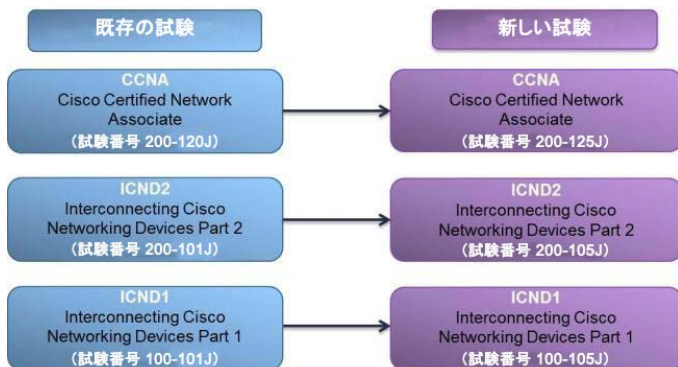 既存の試験
新しい試験
CCNA
Cisco Certified Network
Associate
(試験番号 200-120J)
CCNA
Cisco Certified Network
Associate
(試験番号 200-125J)
ICND2
Interconnecting Cisco
Networking Devices Part 2
(試験番号 200-101J)
ICND2
Interconnecting Cisco
Networking Devices Part 2
(試験番号 200-105J)
ICND1
Interconnecting Cisco
Networking Devices Part 1
(試験番号 100-101J)
ICND1
Interconnecting Cisco
Networking Devices Part 1
(試験番号 100-105J)